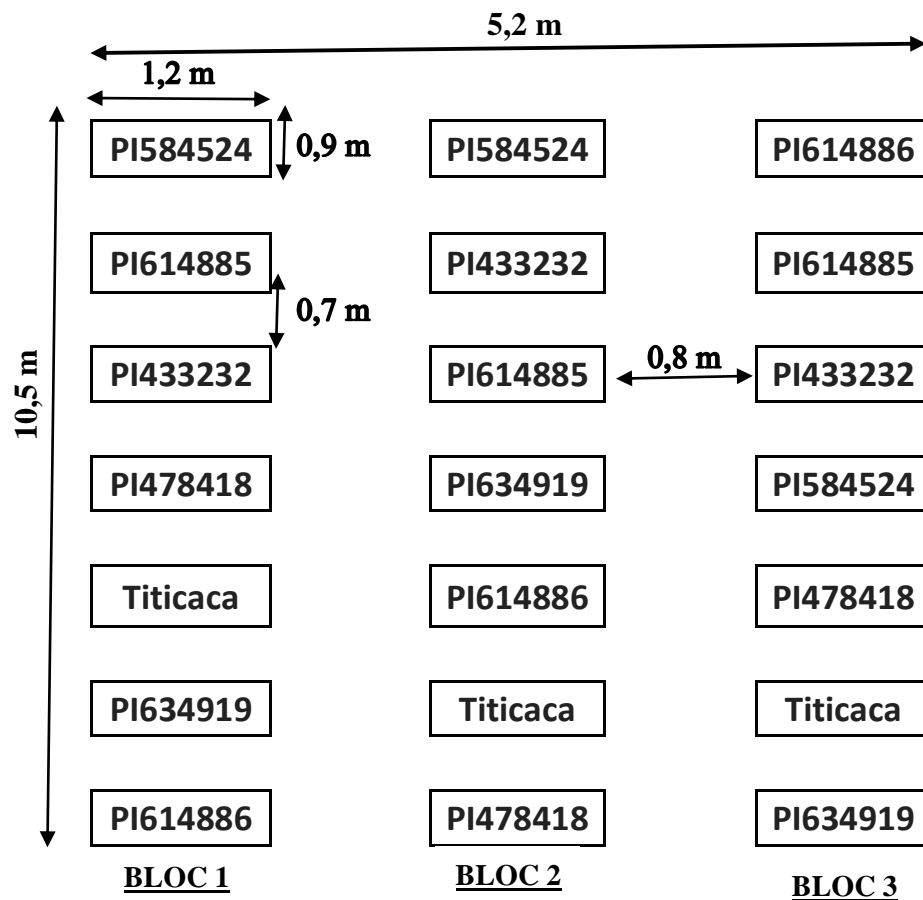 5,2 m
1,2 m
PI584524
0,9 m
PI584524
PI614886
PI614885
PI433232
PI614885
0,7 m
10,5 m
PI433232
PI614885
0,8 m
PI433232
PI478418
PI634919
PI584524
Titicaca
PI614886
PI478418
PI634919
Titicaca
Titicaca
PI614886
PI478418
PI634919
BLOC 1
BLOC 2
BLOC 3